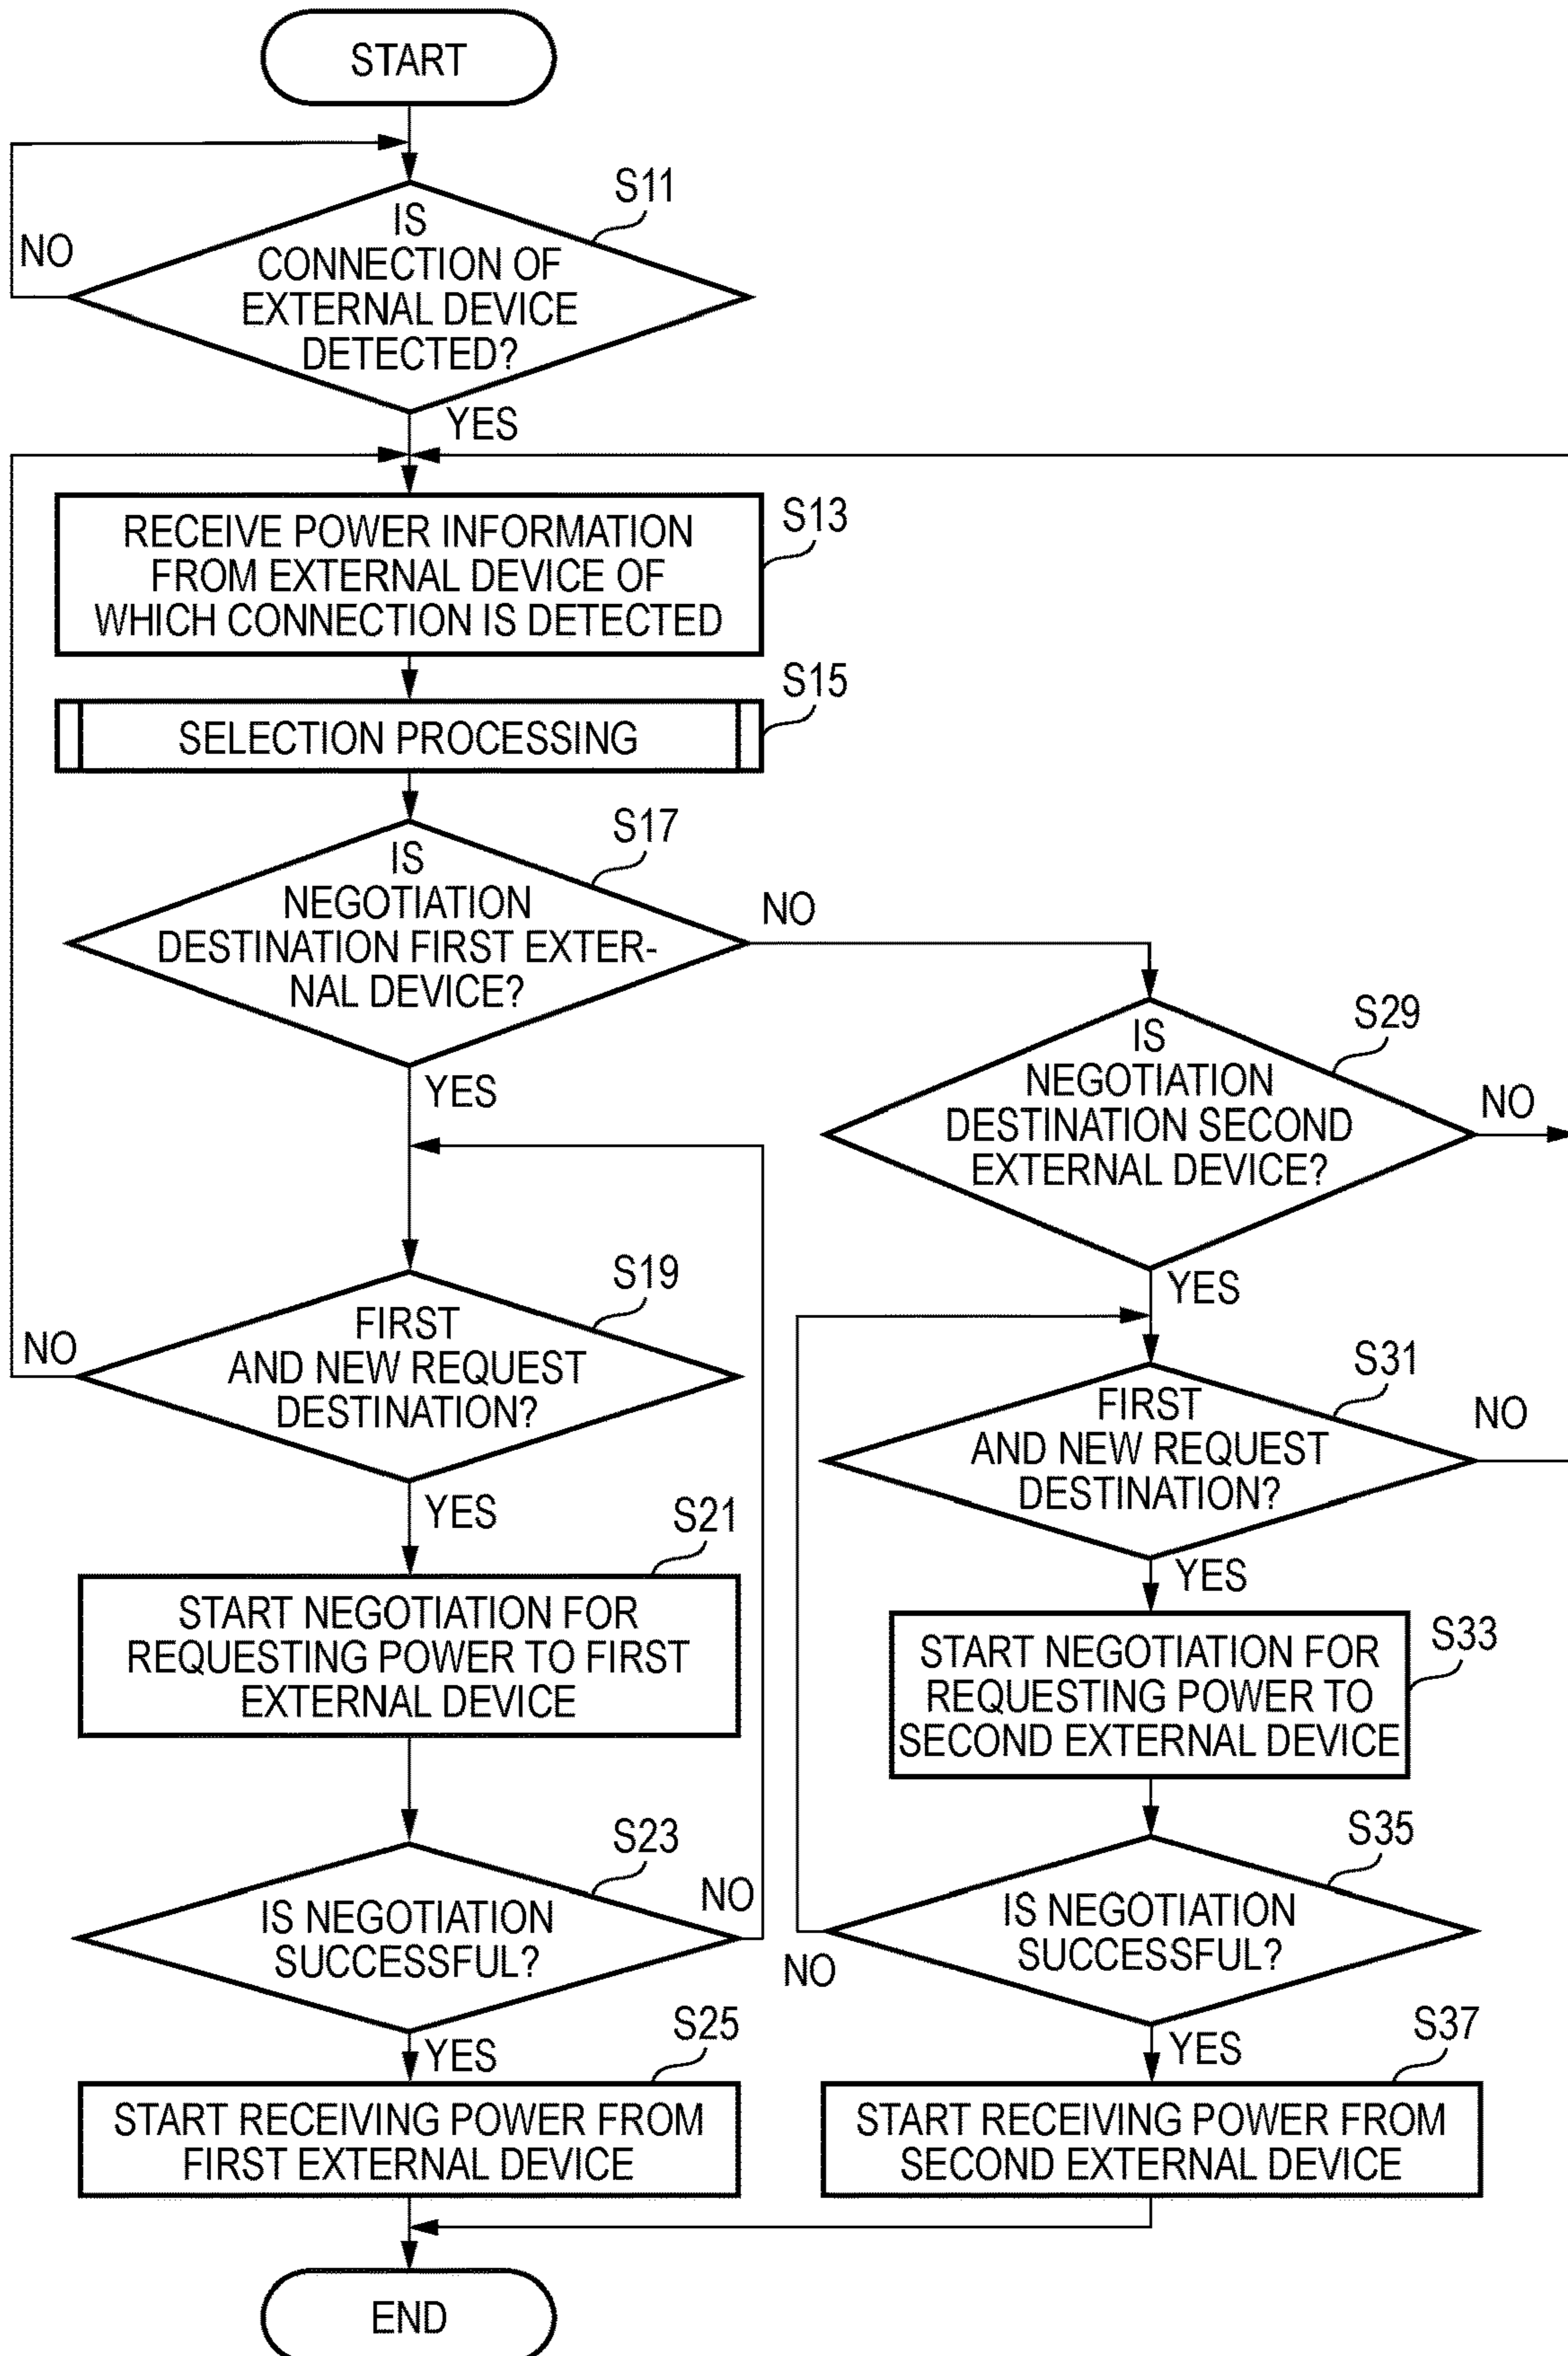 START
S11
IS
CONNECTION OF
EXTERNAL DEVICE
DETECTED?
NO
YES
S13
RECEIVE POWER INFORMATION
FROM EXTERNAL DEVICE OF
WHICH CONNECTION IS DETECTED
S15
SELECTION PROCESSING
S17
IS
NEGOTIATION
DESTINATION FIRST EXTER-
NAL DEVICE?
NO
YES
S19
FIRST
AND NEW REQUEST
DESTINATION?
NO
YES
S21
START NEGOTIATION FOR
REQUESTING POWER TO FIRST
EXTERNAL DEVICE
S23
IS NEGOTIATION
SUCCESSFUL?
NO
YES
S25
START RECEIVING POWER FROM
FIRST EXTERNAL DEVICE
S29
IS
NEGOTIATION
DESTINATION SECOND
EXTERNAL DEVICE?
NO
YES
S31
FIRST
AND NEW REQUEST
DESTINATION?
NO
YES
S33
START NEGOTIATION FOR
REQUESTING POWER TO
SECOND EXTERNAL DEVICE
S35
IS NEGOTIATION
SUCCESSFUL?
NO
YES
S37
START RECEIVING POWER FROM
SECOND EXTERNAL DEVICE
END